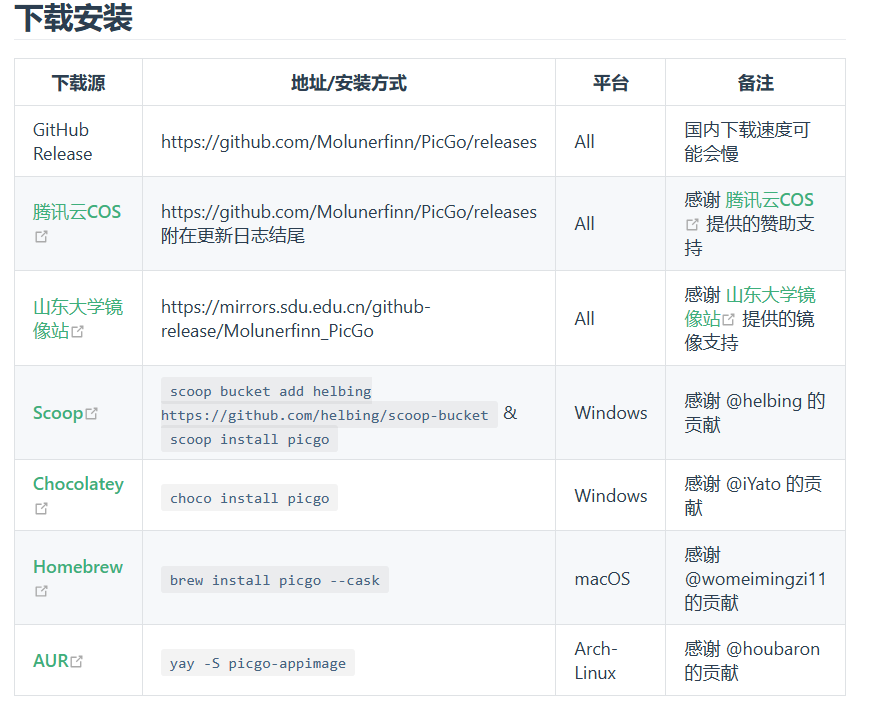 下载安装
下载源 地址/安装方式 平台 备注
GitHub
Release
https://github.com/Molunerfinn/PicGo/releases
All
国内下载速度可
能会慢
腾讯云COS
https://github.com/Molunerfinn/PicGo/releases
附在更新日志结尾
All
感谢 腾讯云COS
提供的赞助支
持
山东大学镜
像站
https://mirrors.sdu.edu.cn/github-
release/Molunerfinn_PicGo
All
感谢 山东大学镜
像站 提供的镜
像支持
Scoop
scoop bucket add helbing
https://github.com/helbing/scoop-bucket &
scoop install picgo
Windows
感谢 @helbing 的
贡献
Chocolatey
choco install picgo
Windows
感谢 @iYato 的贡
献
Homebrew
brew install picgo --cask
macOS
感谢
@womeimingzi11
的贡献
AUR
yay -S picgo-appimage
Arch-
Linux
感谢 @houbaron
的贡献